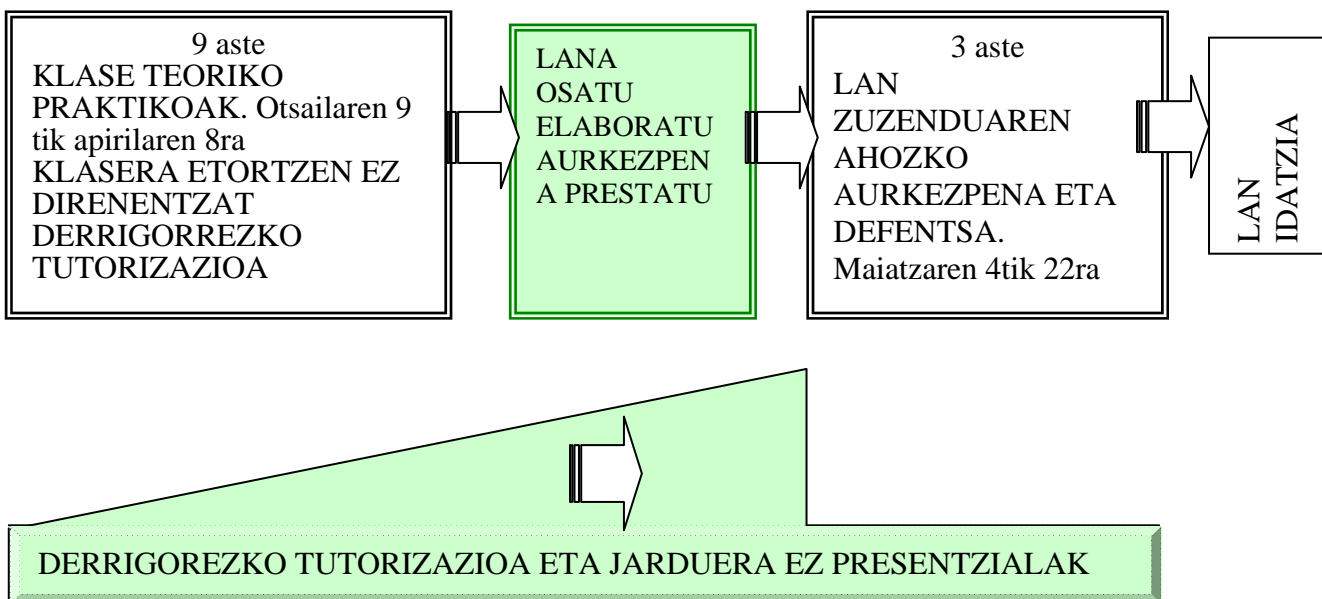 9 aste
KLASE TEORIKO
PRAKTIKOAK. Otsailaren 9
tik apirilaren 8ra
KLASERA ETORTZEN EZ
DIRENENTZAT
DERRIGORREZKO
TUTORIZAZIOA
LANA
OSATU
ELABORATU
AURKEZPEN
A PRESTATU
3 aste
LAN
ZUZENDUAREN
AHOZKO
AURKEZPENA ETA
DEFENTSA.
Maiatzaren 4tik 22ra
LAN
IDATZIA
DERRIGOREZKO TUTORIZAZIOA ETA JARDUERA EZ PRESENTZIALAK